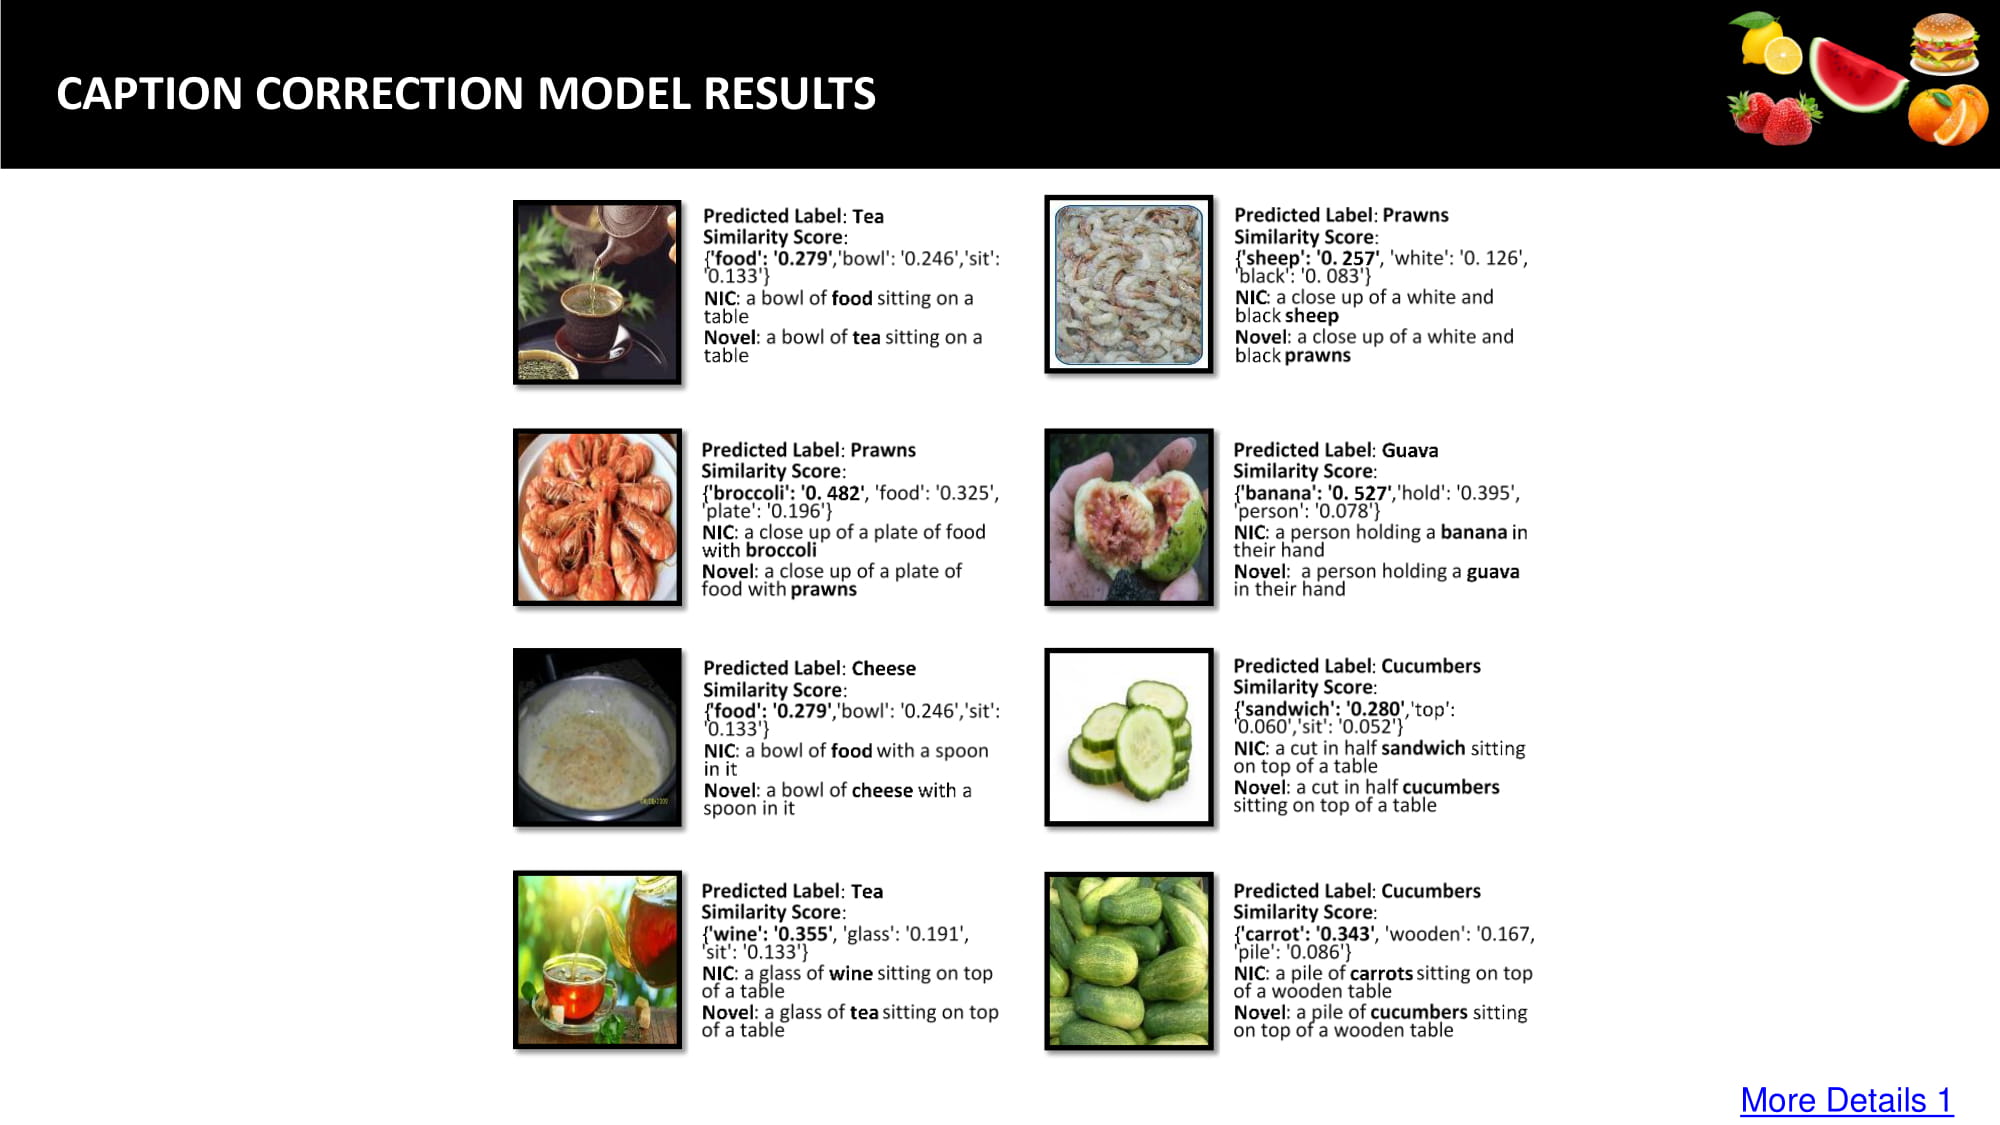 CAPTION CORRECTION MODEL RESULTS
Predicted Label: Tea
Similarity Score:
{'food': '0.279','bowl': '0.246','sit':
'0.133'}
NIC: a bowl of food sitting on a
table
Novel: a bowl of tea sitting on a
table
Predicted Label: Prawns
Similarity Score:
{'sheep': '0. 257', 'white': '0. 126',
'black': '0. 083'}
NIC: a close up of a white and
black sheep
Novel: a close up of a white and
black prawns
Predicted Label: Prawns
Similarity Score:
{'broccoli': '0. 482', 'food': '0.325',
'plate': '0.196'}
NIC: a close up of a plate of food
with broccoli
Novel: a close up of a plate of
food with prawns
Predicted Label: Guava
Similarity Score:
{'banana': '0. 527','hold': '0.395',
'person': '0.078'}
NIC: a person holding a banana in
their hand
Novel: a person holding a guava
in their hand
Predicted Label: Cheese
Similarity Score:
{'food': '0.279','bowl': '0.246','sit':
'0.133'}
NIC: a bowl of food with a spoon
in it
Novel: a bowl of cheese with a
spoon in it
Predicted Label: Cucumbers
Similarity Score:
{'sandwich': '0.280','top':
'0.060','sit': '0.052'}
NIC: a cut in half sandwich sitting
on top of a table
Novel: a cut in half cucumbers
sitting on top of a table
Predicted Label: Tea
Similarity Score:
{'wine': '0.355', 'glass': '0.191',
'sit': '0.133'}
NIC: a glass of wine sitting on top
of a table
Novel: a glass of tea sitting on top
of a table
Predicted Label: Cucumbers
Similarity Score:
{'carrot': '0.343', 'wooden': '0.167,
'pile': '0.086'}
NIC: a pile of carrots sitting on top
of a wooden table
Novel: a pile of cucumbers sitting
on top of a wooden table
More Details 1